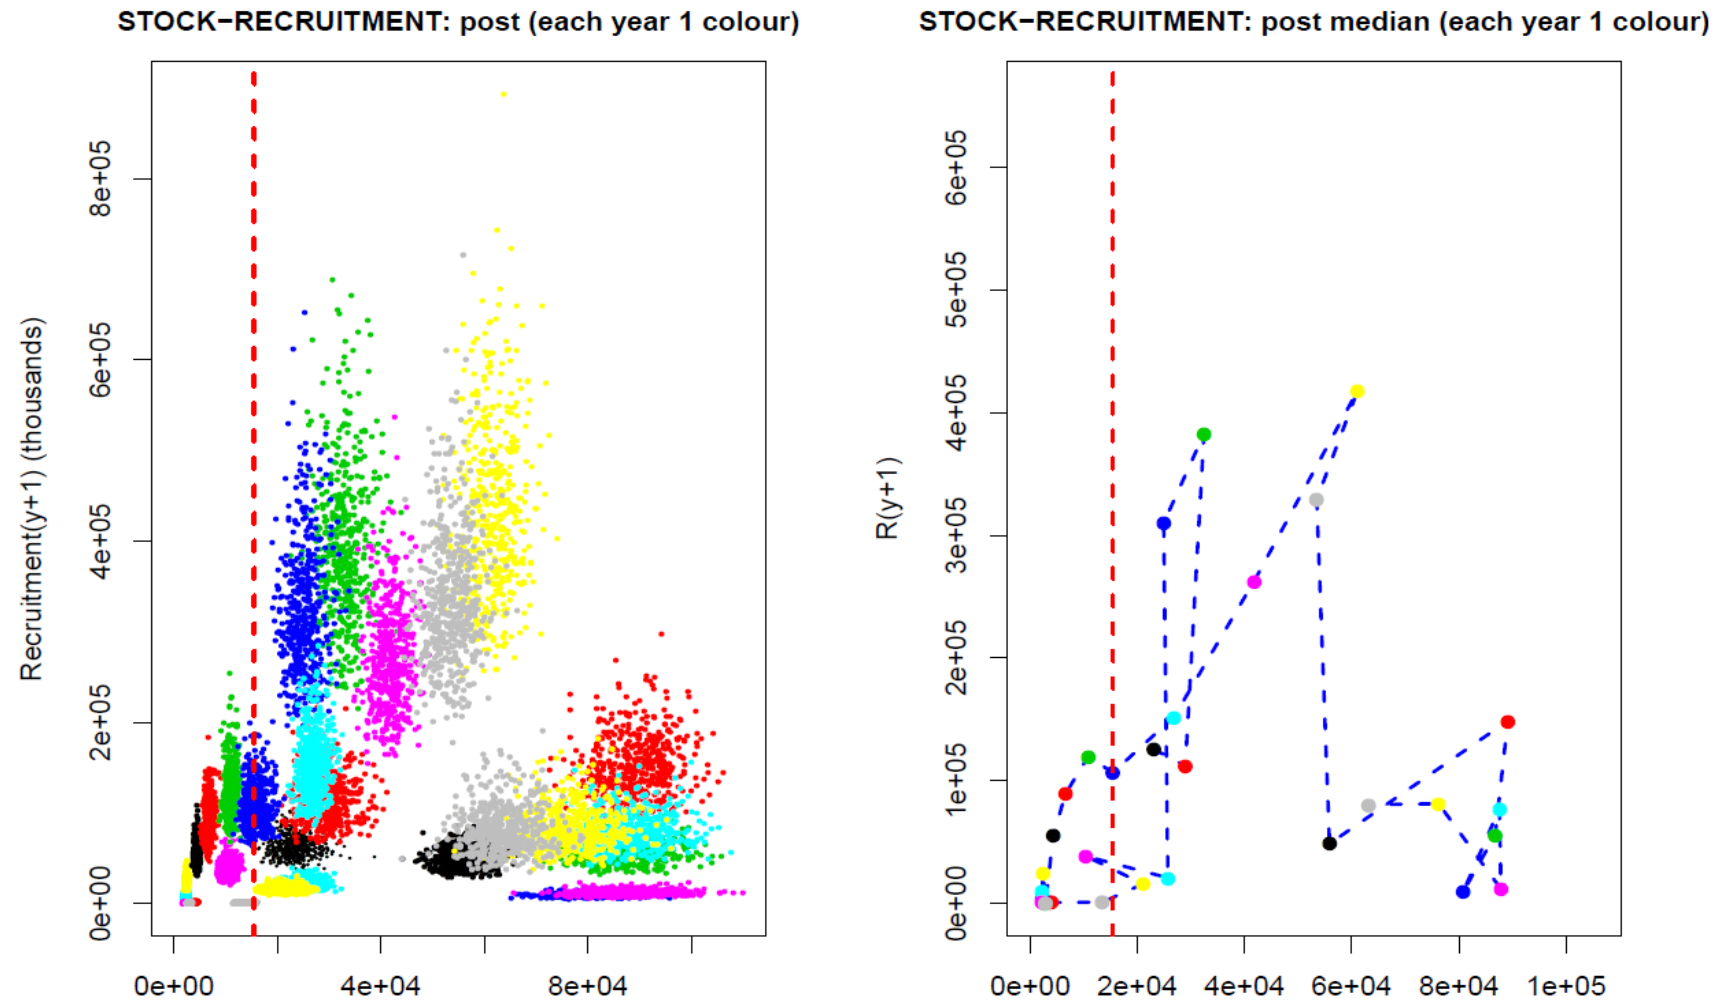 STOCK−RECRUITMENT: post (each year 1 colour)
Recruitment(y+1) (thousands)
8e+05
6e+05
4e+05
2e+05
0e+00
0e+00 4e+04 8e+04
STOCK−RECRUITMENT: post median (each year 1 colour)
R(y+1)
6e+05
5e+05
4e+05
3e+05
2e+05
1e+05
0e+00
0e+00 2e+04 4e+04 6e+04 8e+04 1e+05